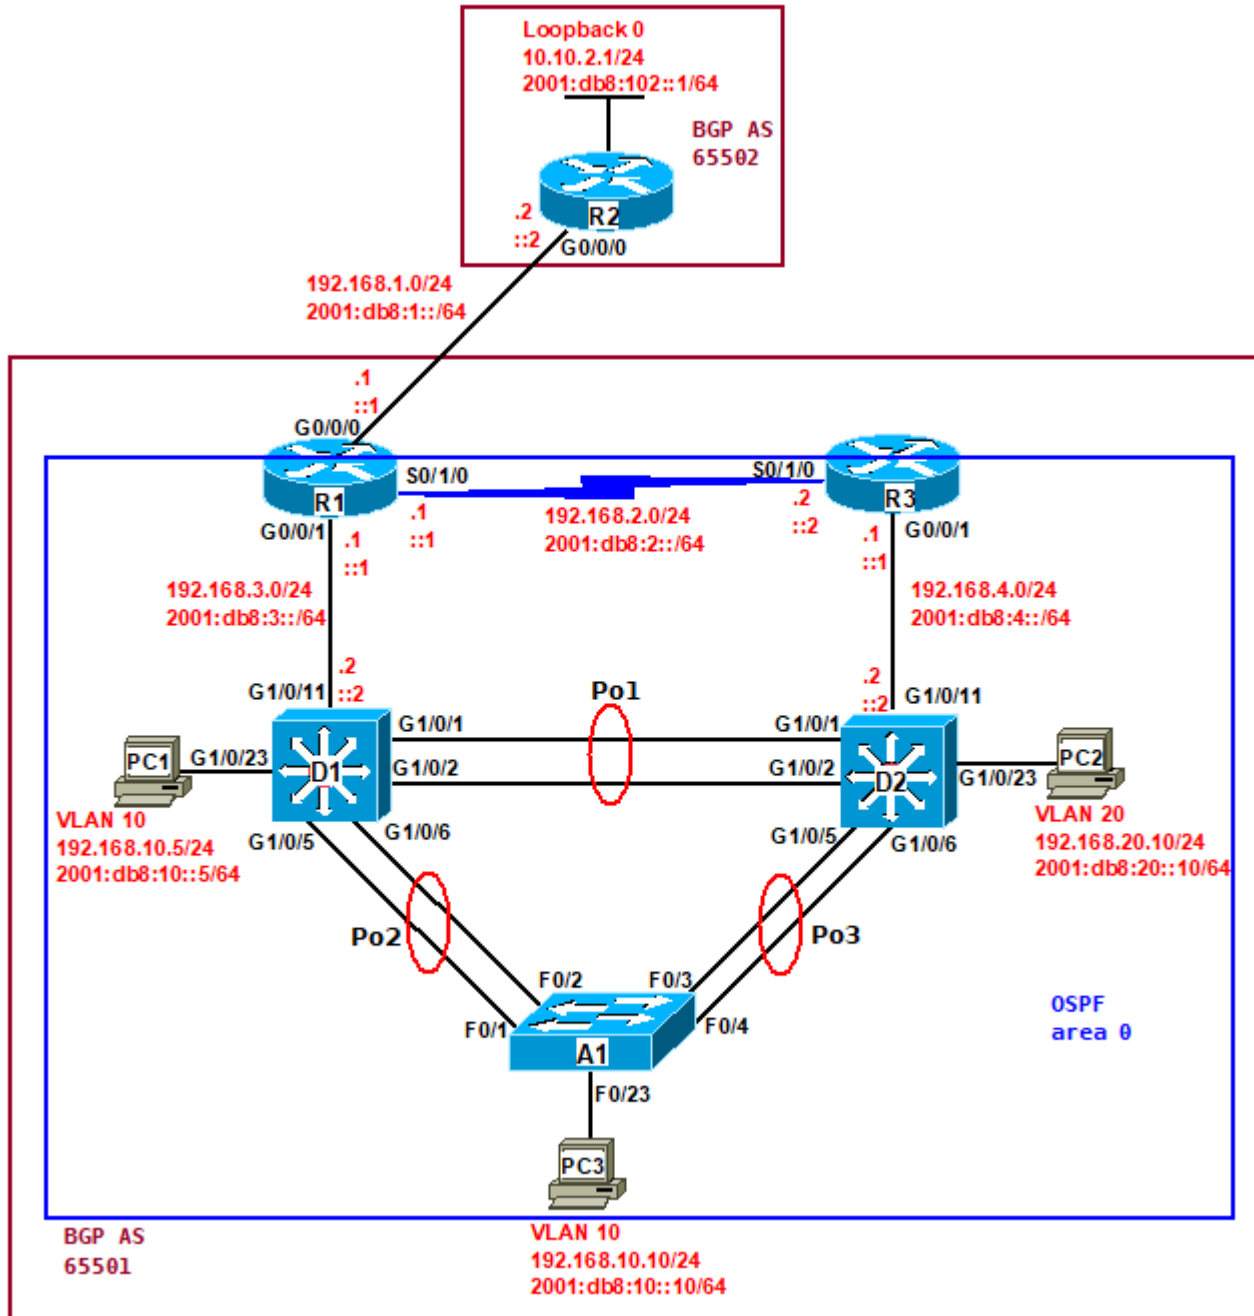 Loopback 0
10.10.2.1/24
2001:db8:102::1/64
BGP AS
65502
R2
.2
::2
G0/0/0
192.168.1.0/24
2001:db8:1::/64
.1
::1
G0/0/0
R1
S0/1/0
.1
::1
192.168.2.0/24
2001:db8:2::/64
S0/1/0
.2
::2
R3
G0/0/1
.1
::1
192.168.3.0/24
2001:db8:3::/64
.1
::1
G0/0/1
192.168.4.0/24
2001:db8:4::/64
.2
::2
G1/0/11
.2
::2
G1/0/11
Po1
G1/0/1
G1/0/1
PC1
G1/0/23
D1
G1/0/2
G1/0/2
D2
G1/0/23
PC2
VLAN 10
192.168.10.5/24
2001:db8:10::5/64
G1/0/5
G1/0/6
G1/0/5
G1/0/6
VLAN 20
192.168.20.10/24
2001:db8:20::10/64
Po2
Po3
F0/2
F0/3
F0/1
F0/4
A1
OSPF
area 0
F0/23
PC3
VLAN 10
192.168.10.10/24
2001:db8:10::10/64
BGP AS
65501